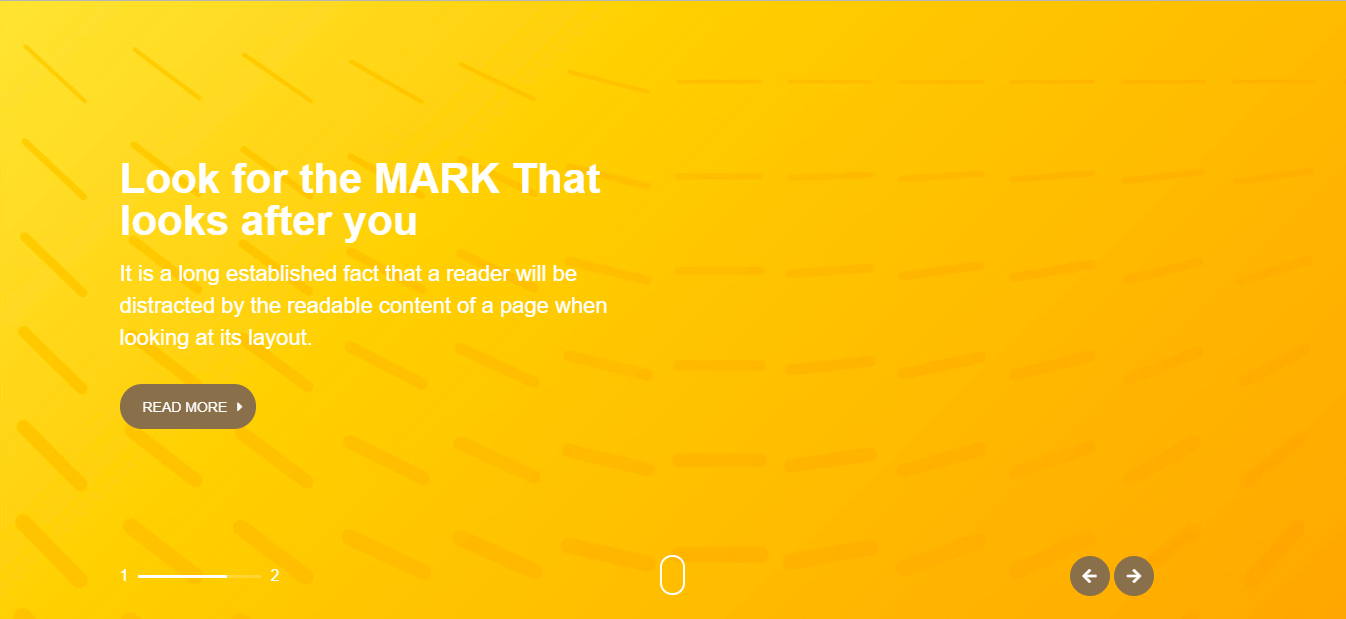 Look for the MARK That
looks after you
It is a long established fact that a reader will be
distracted by the readable content of a page when
looking at its layout.
READ MORE
1 2